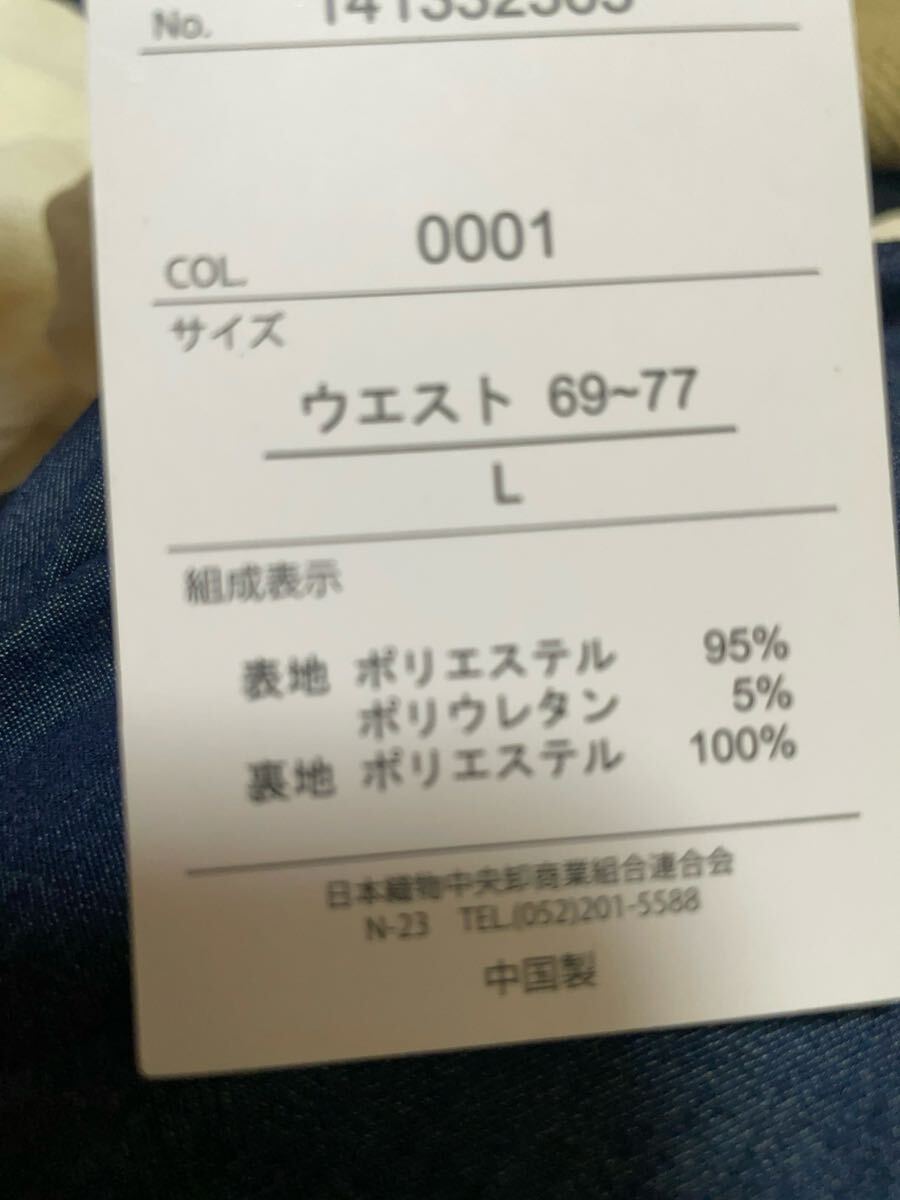 No. 141332305
COL. 0001
サイズ
ウエスト 69~77
L
組成表示
表地 ポリエステル 95%
ポリウレタン 5%
裏地 ポリエステル 100%
日本織物中央卸商業組合連合会
N-23 TEL.(052)201-5588
中国製